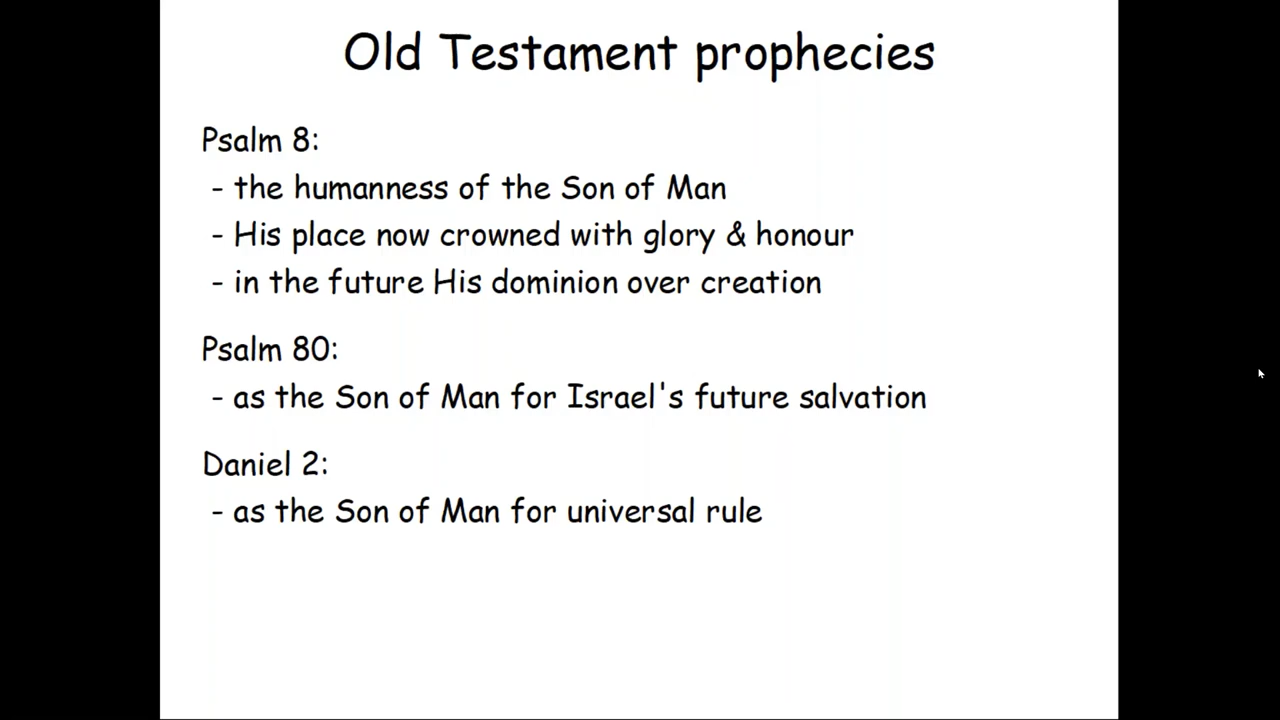 Old Testament prophecies
Psalm 8:
- the humanness of the Son of Man
- His place now crowned with glory & honour
- in the future His dominion over creation
Psalm 80:
- as the Son of Man for Israel's future salvation
Daniel 2:
- as the Son of Man for universal rule